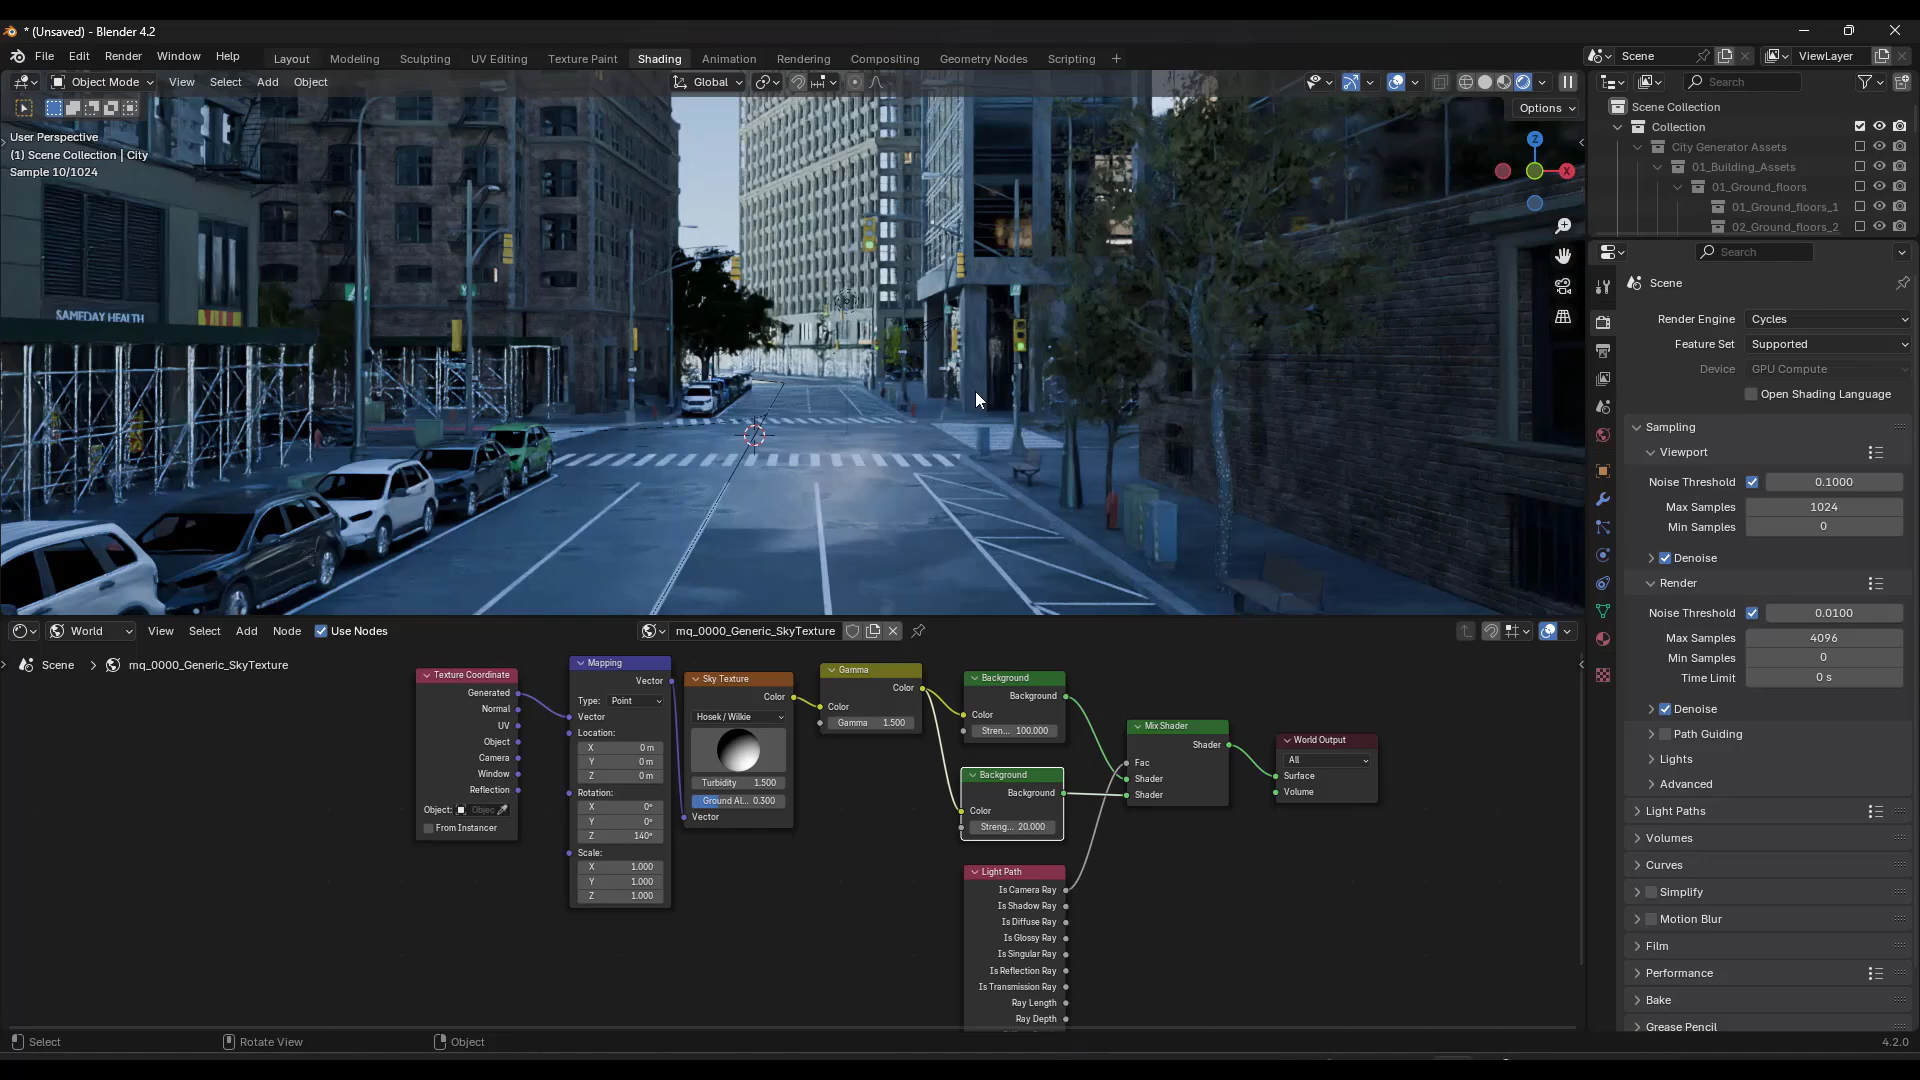 * (Unsaved) - Blender 4.2
File Edit Render Window Help
Layout Modeling Sculpting UV Editing Texture Paint Shading Animation Rendering Compositing Geometry Nodes Scripting +
Scene
ViewLayer
Object Mode View Select Add Object
Global
Search
Options
User Perspective
(1) Scene Collection | City
Sample 10/1024
Z
X
SAMEDAY HEALTH
Scene Collection
Collection
City Generator Assets
01_Building_Assets
01_Ground_floors
01_Ground_floors_1
02_Ground_floors_2
Search
Scene
Render Engine Cycles
Feature Set Supported
Device GPU Compute
Open Shading Language
Sampling
Viewport
Noise Threshold 0.1000
Max Samples 1024
Min Samples 0
Denoise
Render
Noise Threshold 0.0100
Max Samples 4096
Min Samples 0
Time Limit 0 s
Denoise
Path Guiding
Lights
Advanced
Light Paths
Volumes
Curves
Simplify
Motion Blur
Film
Performance
Bake
Grease Pencil
World View Select Add Node Use Nodes
mq_0000_Generic_SkyTexture
Scene > mq_0000_Generic_SkyTexture
Texture Coordinate
Generated
Normal
UV
Object
Camera
Window
Reflection
Object: Objec
From Instancer
Mapping
Vector
Type: Point
Vector
Location:
X 0 m
Y 0 m
Z 0 m
Rotation:
X 0°
Y 0°
Z 140°
Scale:
X 1.000
Y 1.000
Z 1.000
Sky Texture
Color
Hosek / Wilkie
Turbidity 1.500
Ground Al... 0.300
Vector
Gamma
Color
Color
Gamma 1.500
Background
Background
Color
Stren... 100.000
Background
Background
Color
Streng... 20.000
Light Path
Is Camera Ray
Is Shadow Ray
Is Diffuse Ray
Is Glossy Ray
Is Singular Ray
Is Reflection Ray
Is Transmission Ray
Ray Length
Ray Depth
Mix Shader
Shader
Fac
Shader
Shader
World Output
All
Surface
Volume
Select
Rotate View
Object
4.2.0